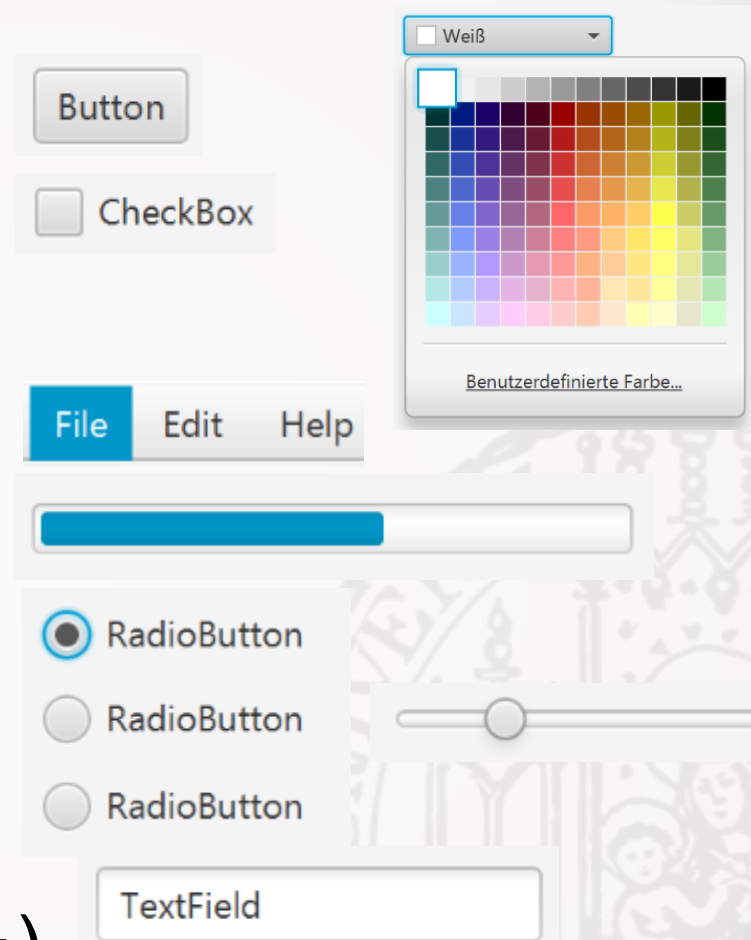 Weiß
Button
CheckBox
Benutzerdefinierte Farbe...
File Edit Help
RadioButton
RadioButton
RadioButton
TextField
)